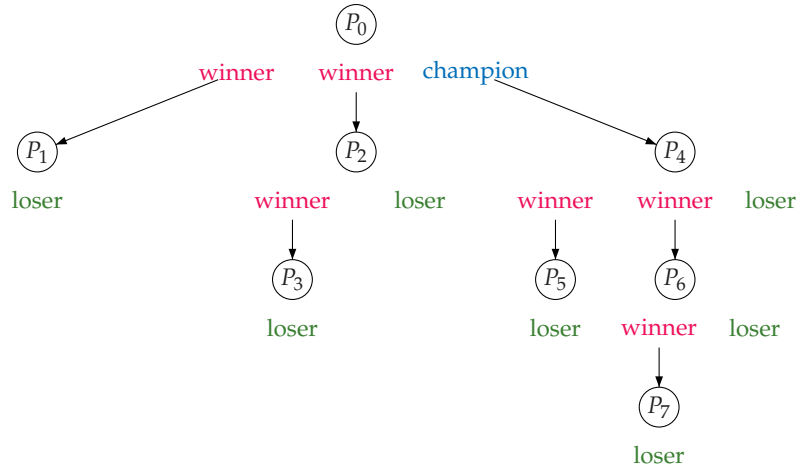 P0
winner winner champion
P1 P2 P4
loser winner loser winner winner loser
P3 P5 P6
loser loser winner loser
P7
loser